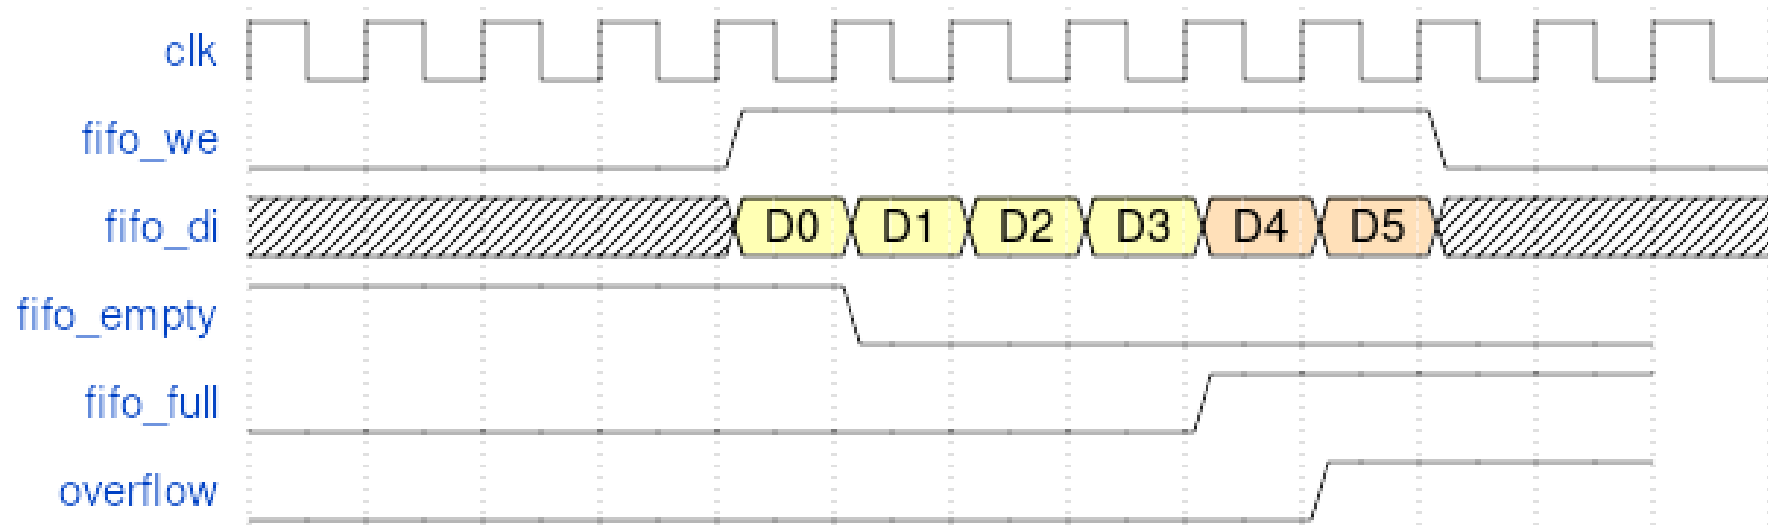 clk
fifo_we
fifo_di D0 D1 D2 D3 D4 D5
fifo_empty
fifo_full
overflow